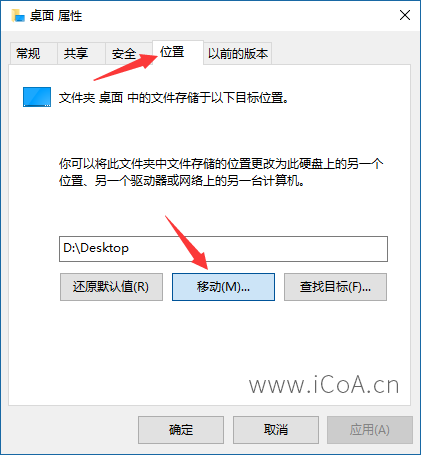 桌面 属性
常规 共享 安全 位置 以前的版本
文件夹 桌面 中的文件存储于以下目标位置。
你可以将此文件夹中文件存储的位置更改为此硬盘上的另一个
位置、另一个驱动器或网络上的另一台计算机。
D:\Desktop
还原默认值(R) 移动(M)... 查找目标(F)...
www.iCoA.cn
确定 取消 应用(A)